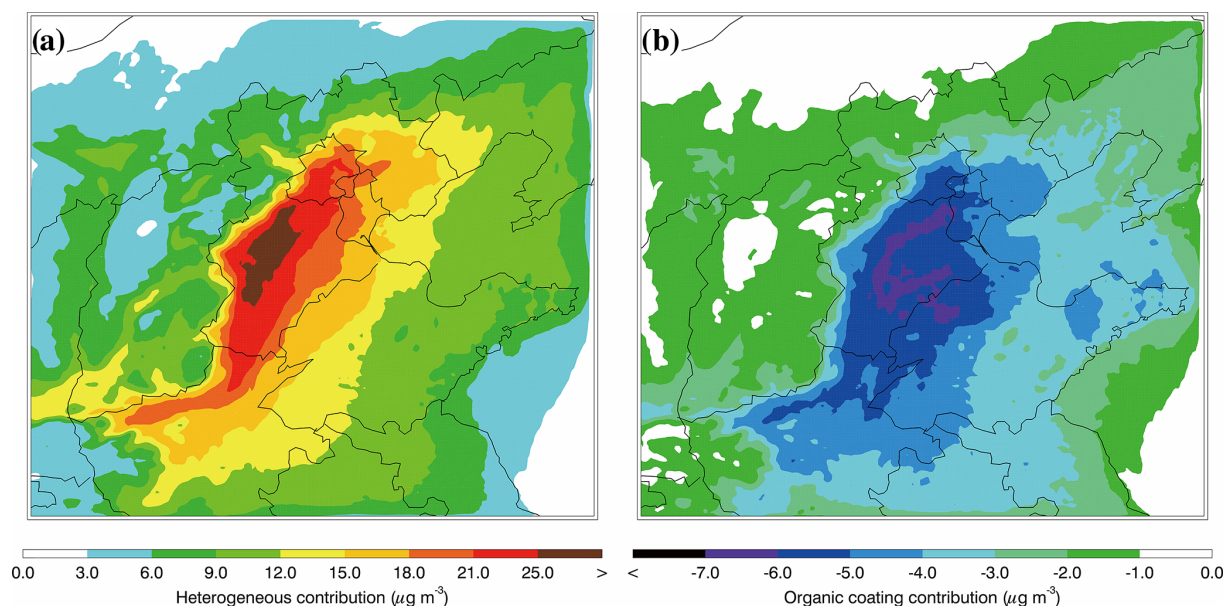 (a)
(b)
0.0 3.0 6.0 9.0 12.0 15.0 18.0 21.0 25.0 >
Heterogeneous contribution (μg m⁻³)
< -7.0 -6.0 -5.0 -4.0 -3.0 -2.0 -1.0 0.0
Organic coating contribution (μg m⁻³)